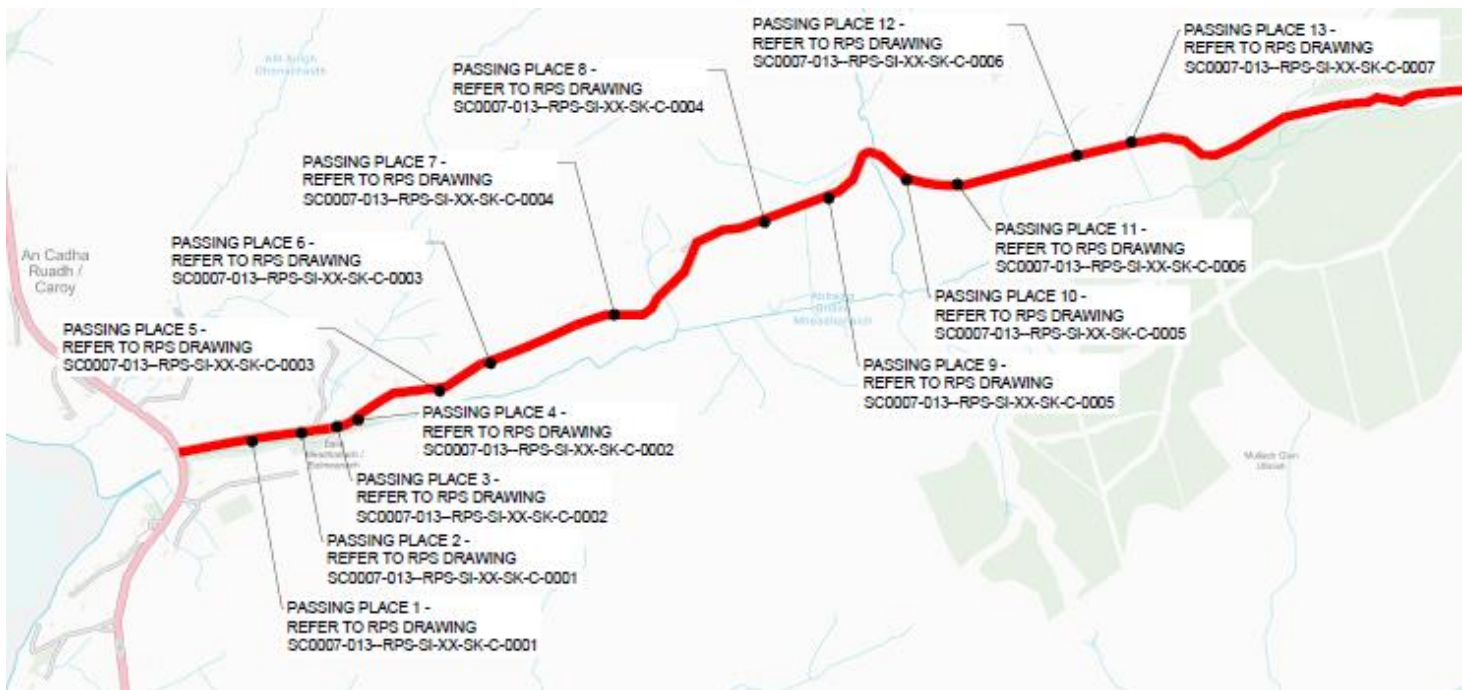 PASSING PLACE 12 -
REFER TO RPS DRAWING
SC0007-013--RPS-SI-XX-SK-C-0006
PASSING PLACE 13 -
REFER TO RPS DRAWING
SC0007-013--RPS-SI-XX-SK-C-0007
PASSING PLACE 8 -
REFER TO RPS DRAWING
SC0007-013--RPS-SI-XX-SK-C-0004
PASSING PLACE 7 -
REFER TO RPS DRAWING
SC0007-013--RPS-SI-XX-SK-C-0004
PASSING PLACE 6 -
REFER TO RPS DRAWING
SC0007-013--RPS-SI-XX-SK-C-0003
An Cadha
Ruadh /
Caroy
PASSING PLACE 11 -
REFER TO RPS DRAWING
SC0007-013--RPS-SI-XX-SK-C-0006
PASSING PLACE 10 -
REFER TO RPS DRAWING
SC0007-013--RPS-SI-XX-SK-C-0005
PASSING PLACE 5 -
REFER TO RPS DRAWING
SC0007-013--RPS-SI-XX-SK-C-0003
PASSING PLACE 9 -
REFER TO RPS DRAWING
SC0007-013--RPS-SI-XX-SK-C-0005
PASSING PLACE 4 -
REFER TO RPS DRAWING
SC0007-013--RPS-SI-XX-SK-C-0002
PASSING PLACE 3 -
REFER TO RPS DRAWING
SC0007-013--RPS-SI-XX-SK-C-0002
PASSING PLACE 2 -
REFER TO RPS DRAWING
SC0007-013--RPS-SI-XX-SK-C-0001
PASSING PLACE 1 -
REFER TO RPS DRAWING
SC0007-013--RPS-SI-XX-SK-C-0001